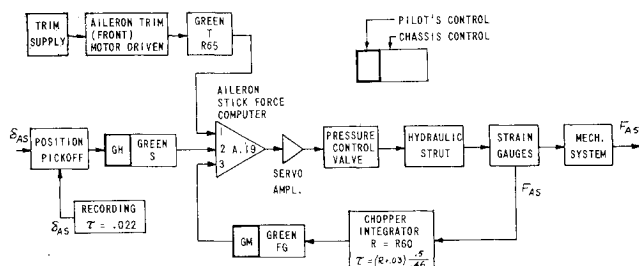 TRIM
SUPPLY
AILERON TRIM
(FRONT)
MOTOR DRIVEN
GREEN
T
R65
PILOT'S CONTROL
CHASSIS CONTROL
AILERON
STICK FORCE
COMPUTER
δAS
POSITION
PICKOFF
GH
GREEN
S
1
2
3
A.19
SERVO
AMPL.
PRESSURE
CONTROL
VALVE
HYDRAULIC
STRUT
STRAIN
GAUGES
MECH.
SYSTEM
FAS
FAS
δAS
RECORDING
τ = .022
GM
GREEN
FG
CHOPPER
INTEGRATOR
R = R60
τ = (R+.03) .5/